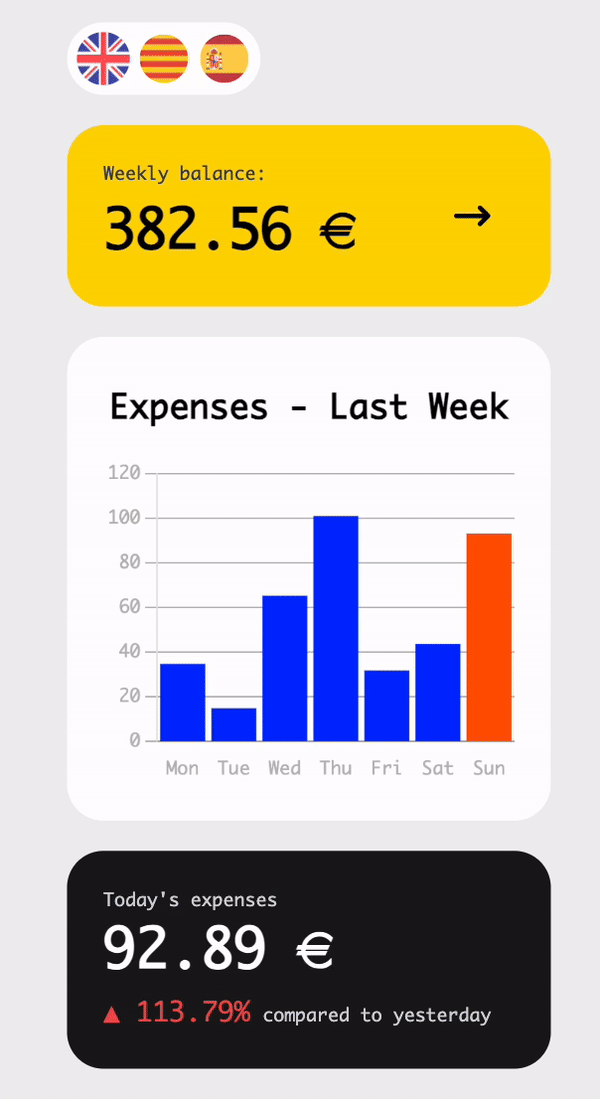 Weekly balance:
382.56 € →
Expenses - Last Week
120
100
80
60
40
20
0
Mon Tue Wed Thu Fri Sat Sun
Today's expenses
92.89 €
▲ 113.79% compared to yesterday